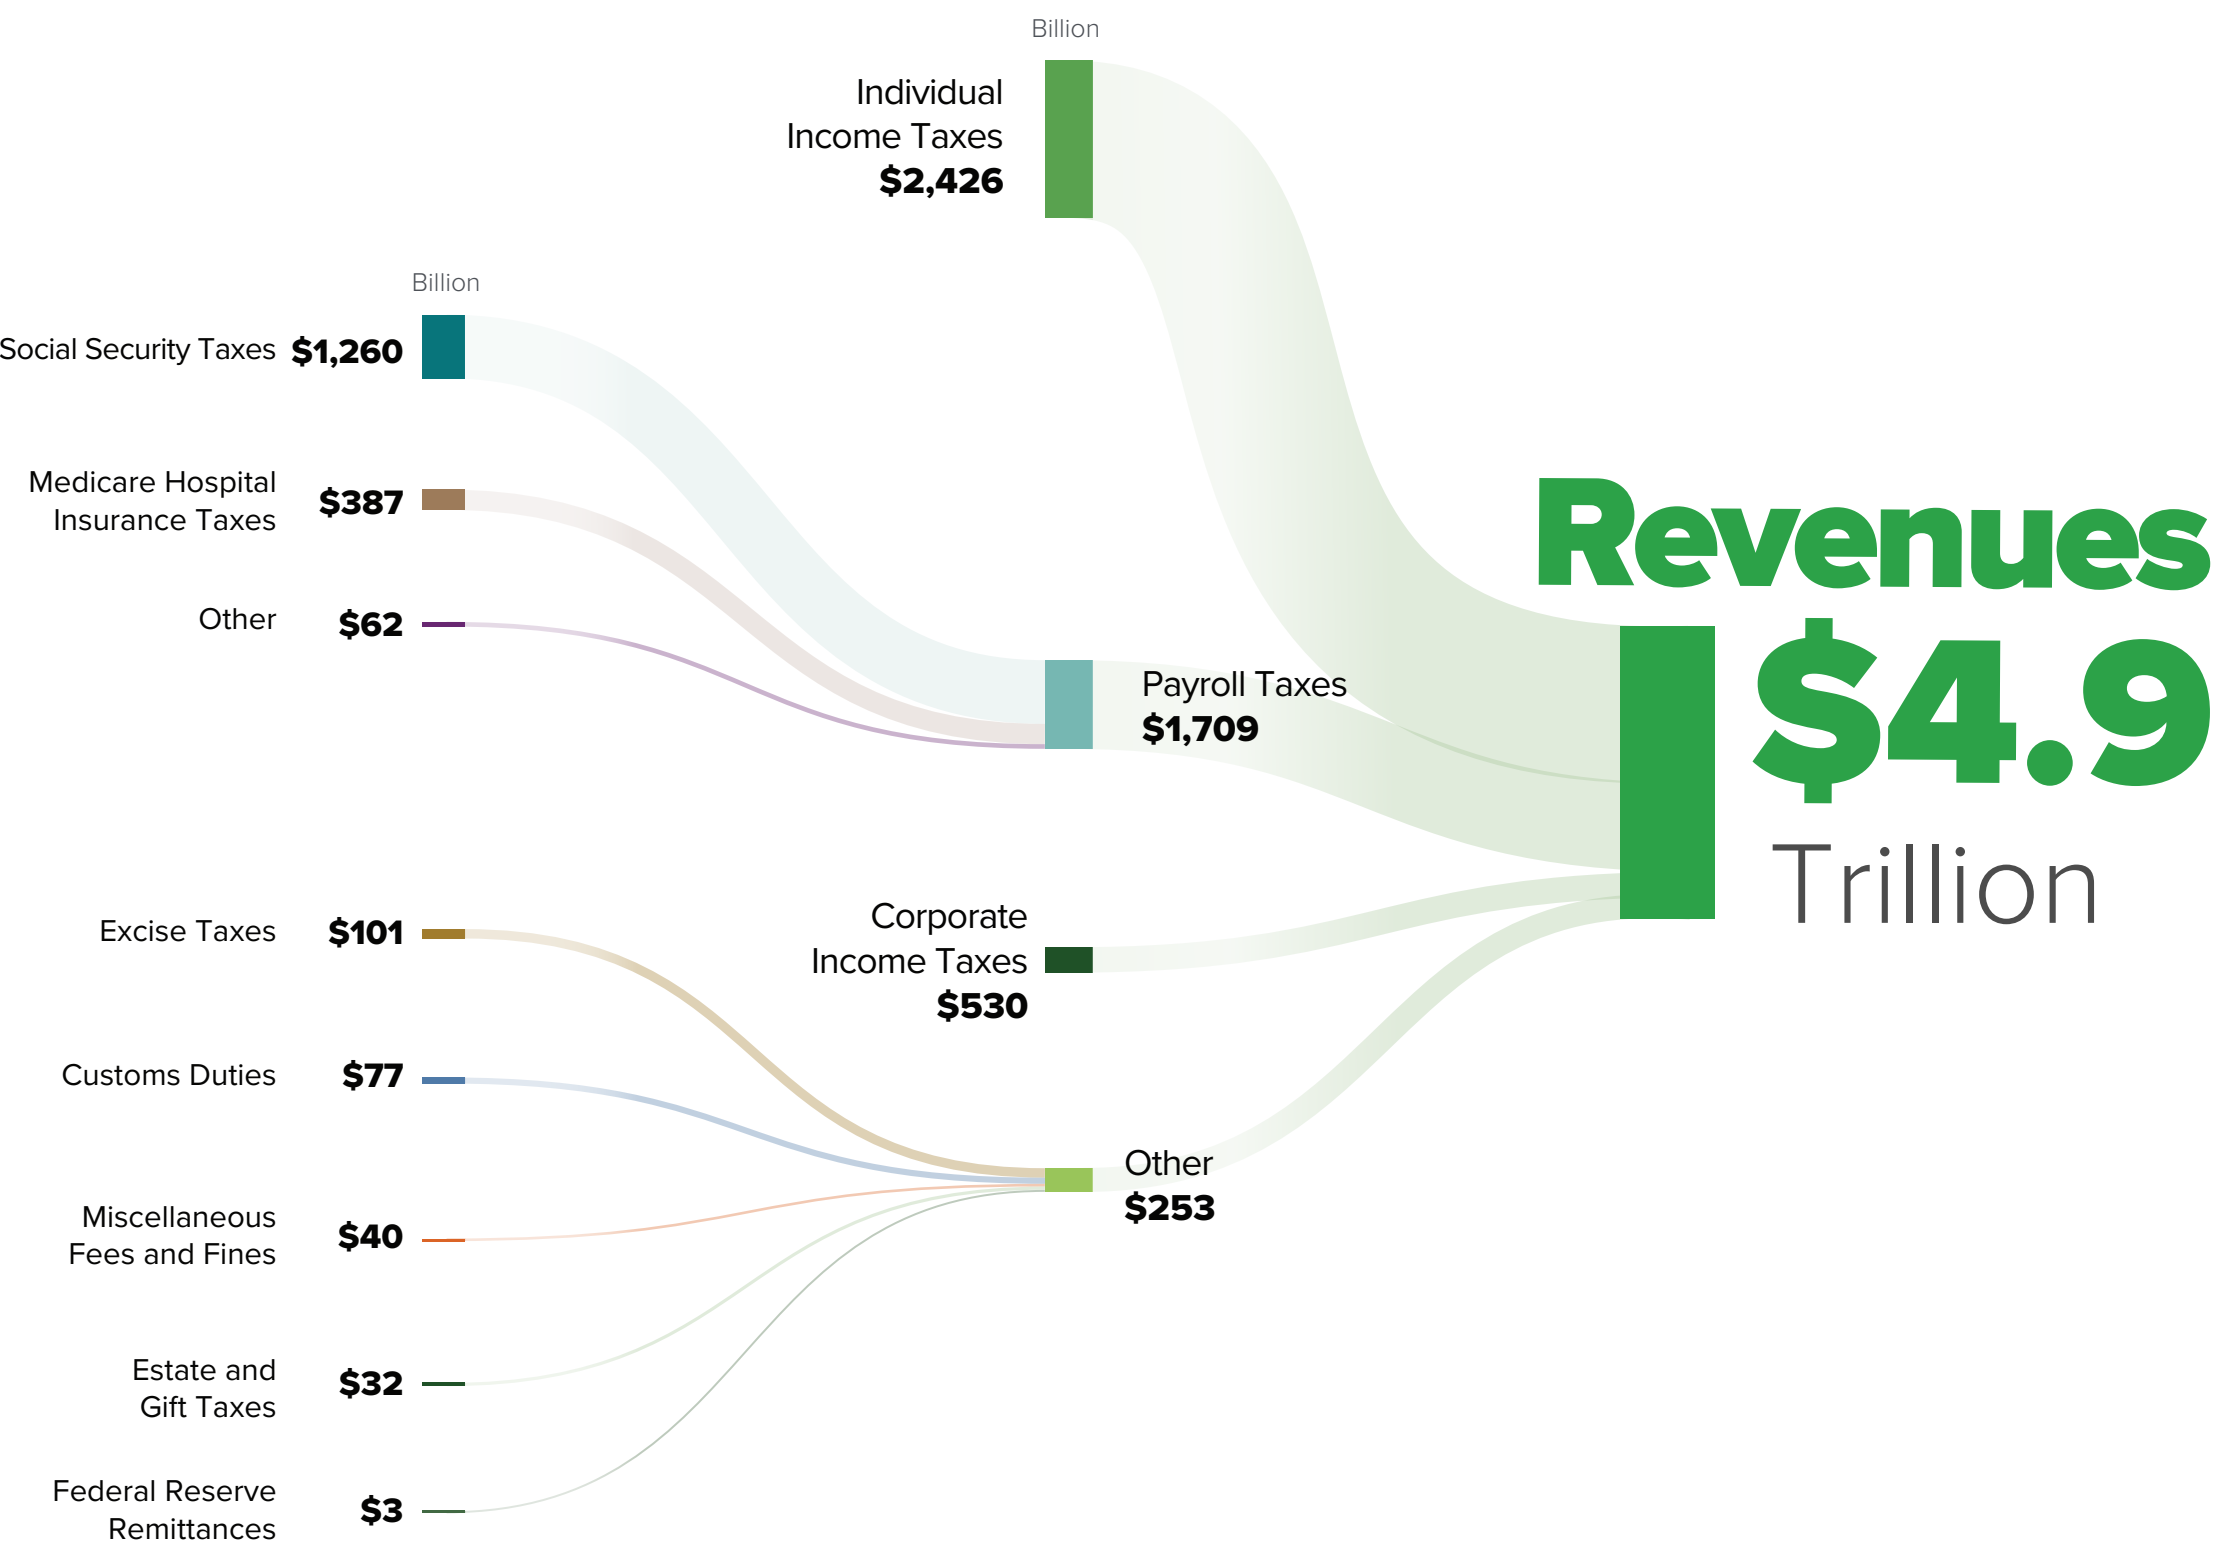 Billion
Individual
Income Taxes
$2,426
Billion
Social Security Taxes $1,260
Medicare Hospital
Insurance Taxes
$387
Other $62
Payroll Taxes
$1,709
Revenues
$4.9
Trillion
Corporate
Income Taxes
$530
Excise Taxes $101
Customs Duties $77
Miscellaneous
Fees and Fines
$40
Estate and
Gift Taxes
$32
Federal Reserve
Remittances
$3
Other
$253